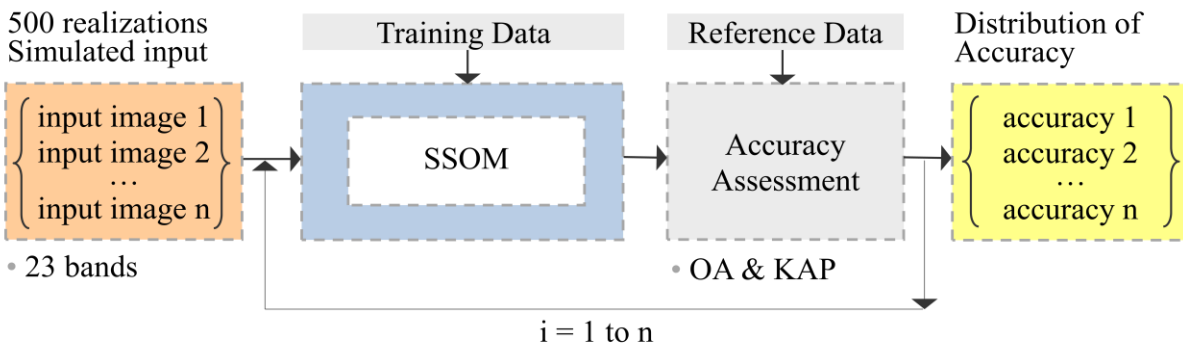 500 realizations
Simulated input
Training Data
Reference Data
Distribution of
Accuracy
input image 1
input image 2
...
input image n
SSOM
Accuracy
Assessment
accuracy 1
accuracy 2
...
accuracy n
• 23 bands
• OA & KAP
i = 1 to n